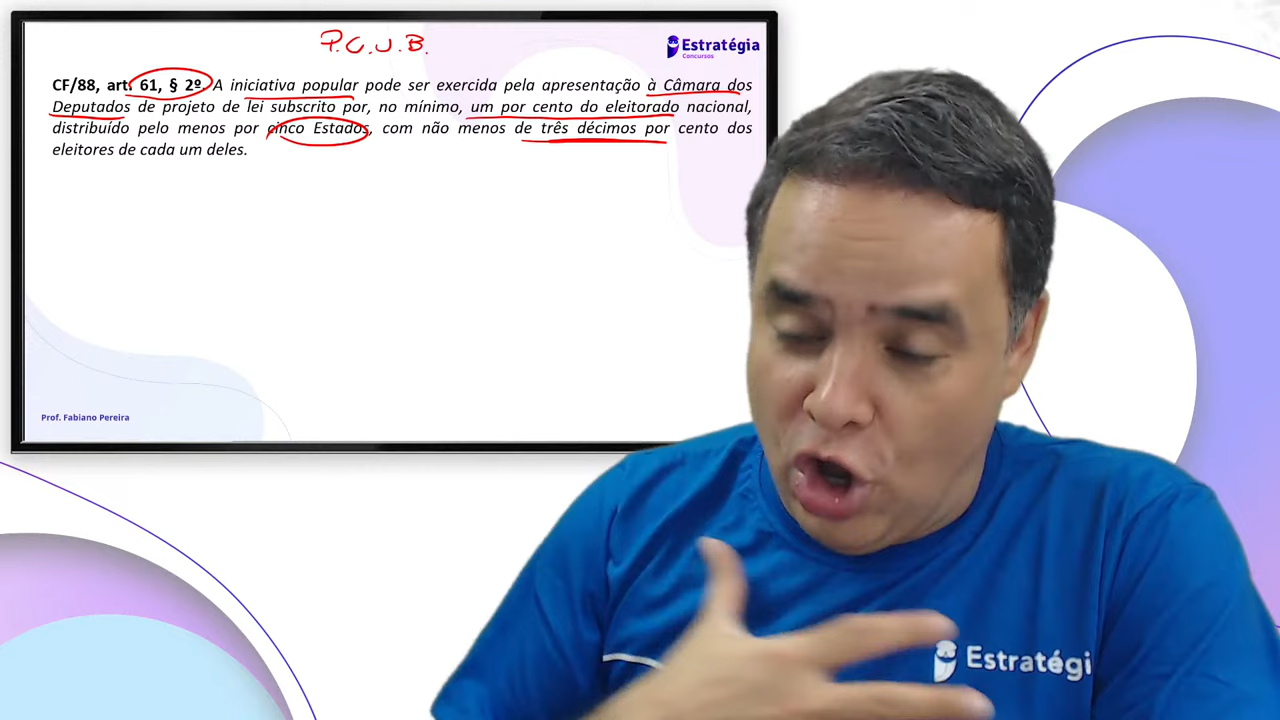 P.C.J.B.
Estratégia
Concursos
CF/88, art. 61, § 2º. A iniciativa popular pode ser exercida pela apresentação à Câmara dos
Deputados de projeto de lei subscrito por, no mínimo, um por cento do eleitorado nacional,
distribuído pelo menos por cinco Estados, com não menos de três décimos por cento dos
eleitores de cada um deles.
Prof. Fabiano Pereira
Estratégi